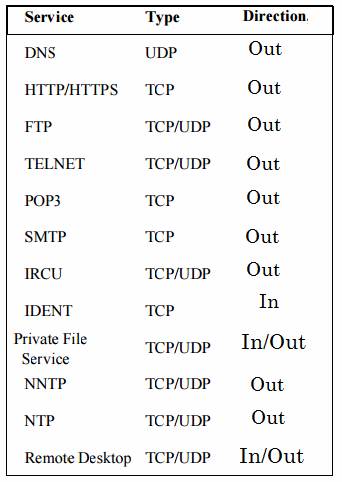 Service Type Direction.
DNS UDP Out
HTTP/HTTPS TCP Out
FTP TCP/UDP Out
TELNET TCP/UDP Out
POP3 TCP Out
SMTP TCP Out
IRCU TCP/UDP Out
IDENT TCP In
Private File
Service TCP/UDP In/Out
NNTP TCP/UDP Out
NTP TCP/UDP Out
Remote Desktop TCP/UDP In/Out